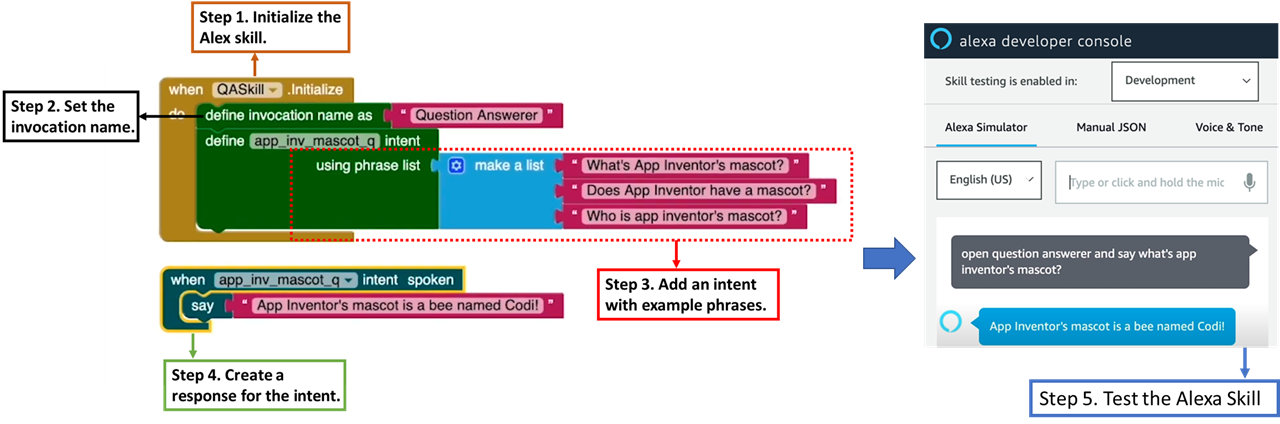 Step 1. Initialize the
Alex skill.
when QASkill .Initialize
Step 2. Set the
invocation name.
do define invocation name as " Question Answerer "
define app_inv_mascot_q intent
using phrase list make a list " What's App Inventor's mascot? "
" Does App Inventor have a mascot? "
" Who is app inventor's mascot? "
Step 3. Add an intent
with example phrases.
when app_inv_mascot_q intent spoken
say " App Inventor's mascot is a bee named Codi! "
Step 4. Create a
response for the intent.
alexa developer console
Skill testing is enabled in: Development
Alexa Simulator Manual JSON Voice & Tone
English (US) Type or click and hold the mic
open question answerer and say what's app
inventor's mascot?
App Inventor's mascot is a bee named Codi!
Step 5. Test the Alexa Skill